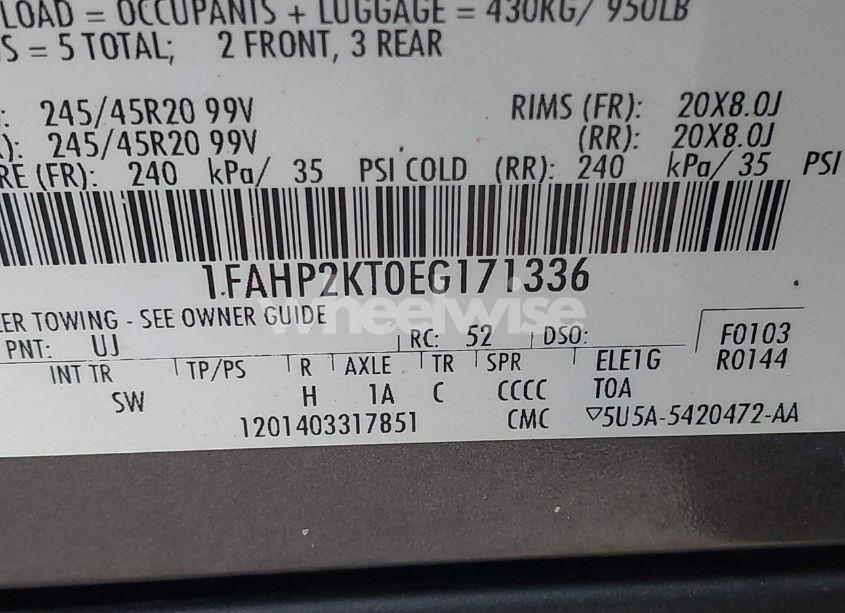 LOAD = OCCUPANTS + LUGGAGE = 430KG/ 950LB
S = 5 TOTAL; 2 FRONT, 3 REAR
: 245/45R20 99V RIMS (FR): 20X8.0J
): 245/45R20 99V (RR): 20X8.0J
RE (FR): 240 kPa/ 35 PSI COLD (RR): 240 kPa/ 35 PSI
1FAHP2KT0EG171336
wheelwise
ER TOWING - SEE OWNER GUIDE
PNT: UJ RC: 52 DSO: F0103
INT TR TP/PS R AXLE TR SPR ELE1G R0144
SW H 1A C CCCC TOA
1201403317851 CMC ▽5U5A-5420472-AA